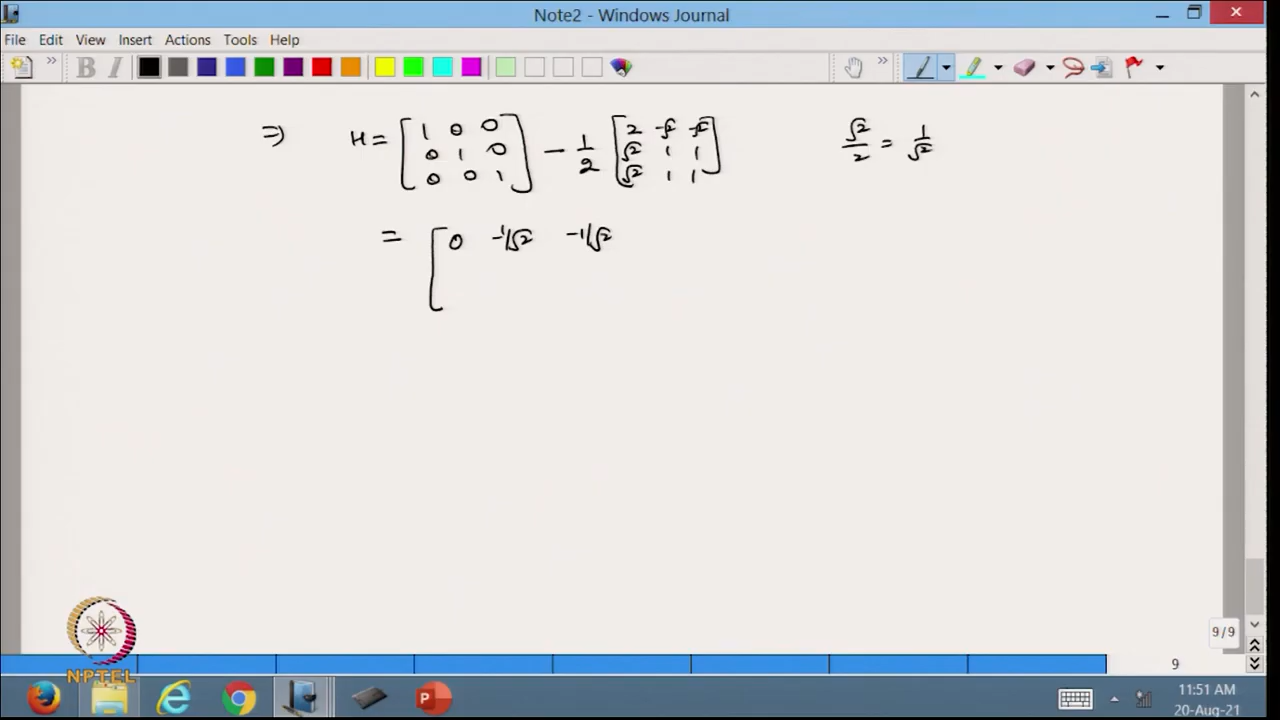 Note2 - Windows Journal
File Edit View Insert Actions Tools Help
⇒ H = [1 0 0; 0 1 0; 0 0 1] − 1/2 [2 -√2 -√2; √2 1 1; √2 1 1] √2/2 = 1/√2
= [0 -1/√2 -1/√2
9/9
NPTEL
9
11:51 AM
20-Aug-21